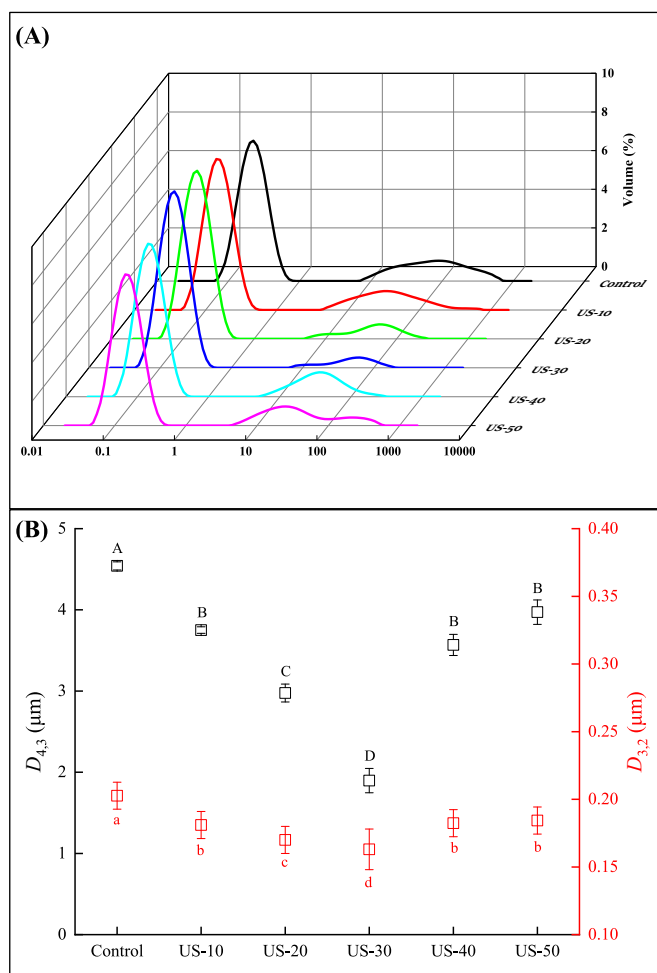 (A)
10
8
6
4
2
0
Volume (%)
Control
US-10
US-20
US-30
US-40
US-50
0.01 0.1 1 10 100 1000 10000
(B)
5
4
3
2
1
0
D4,3 (μm)
A B C D B B
a b c d b b
0.40
0.35
0.30
0.25
0.20
0.15
0.10
D3,2 (μm)
Control US-10 US-20 US-30 US-40 US-50